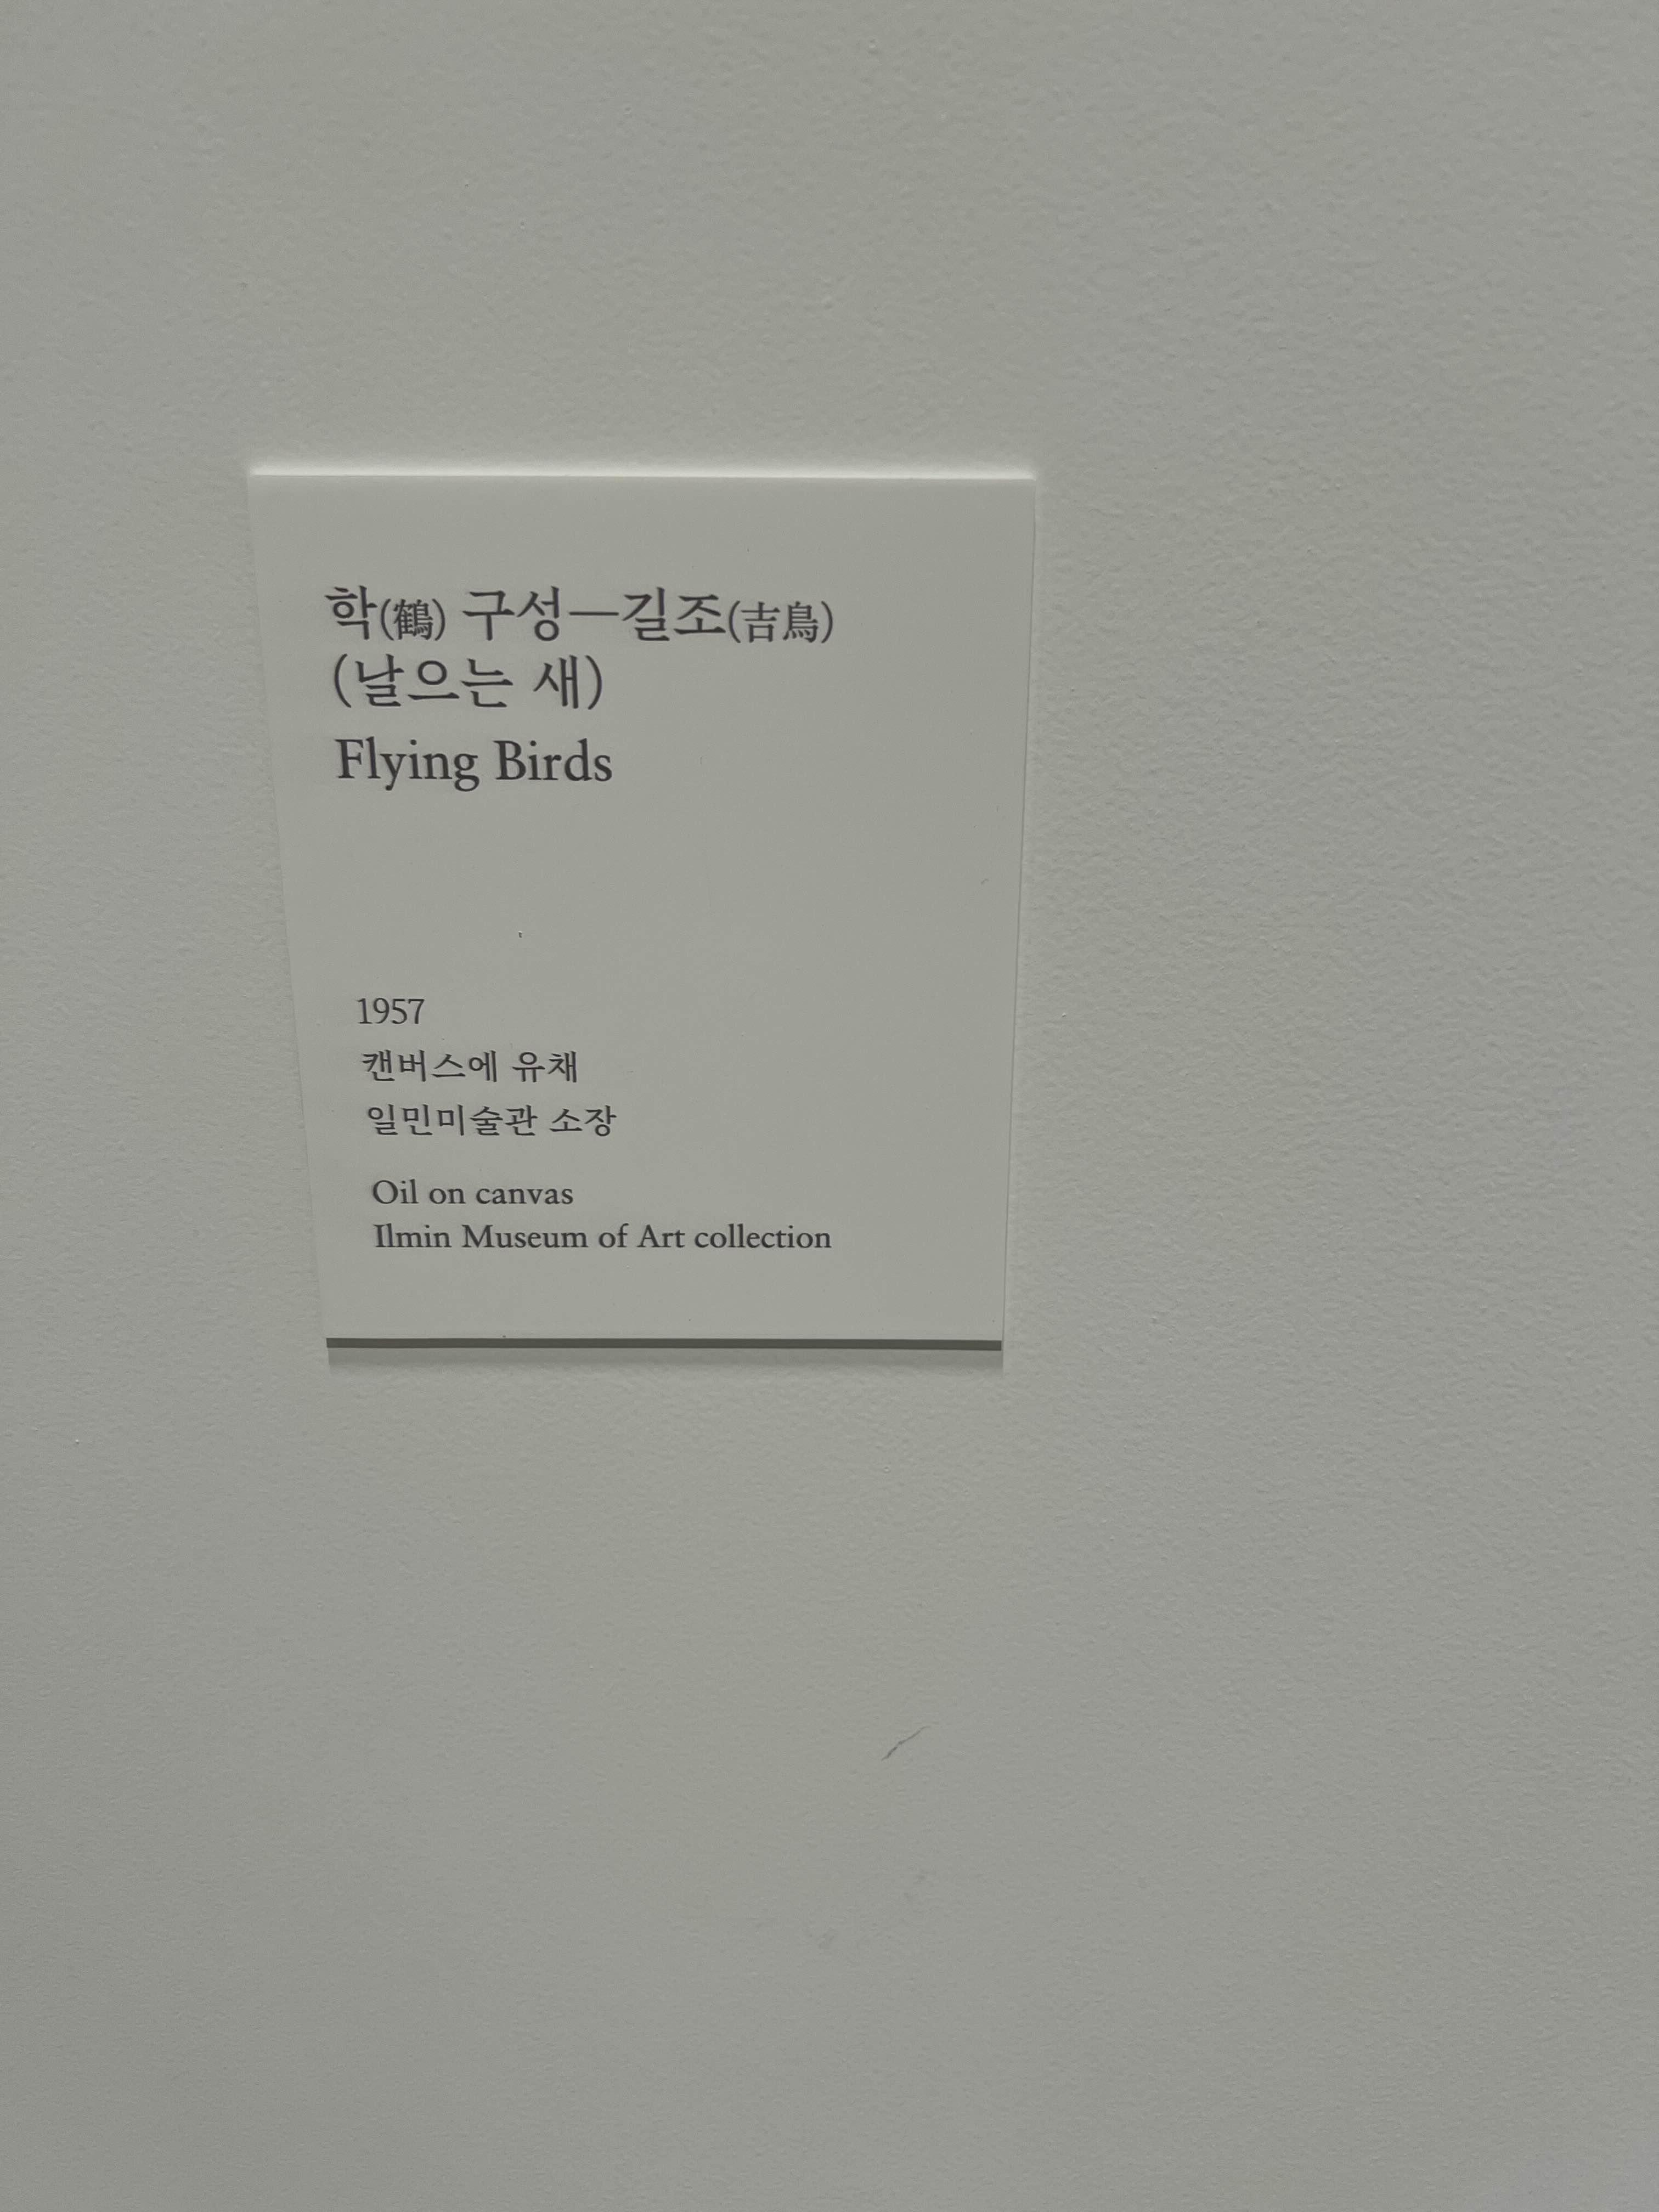 학(鶴) 구성—길조(吉鳥)
(날으는 새)
Flying Birds
1957
캔버스에 유채
일민미술관 소장
Oil on canvas
Ilmin Museum of Art collection